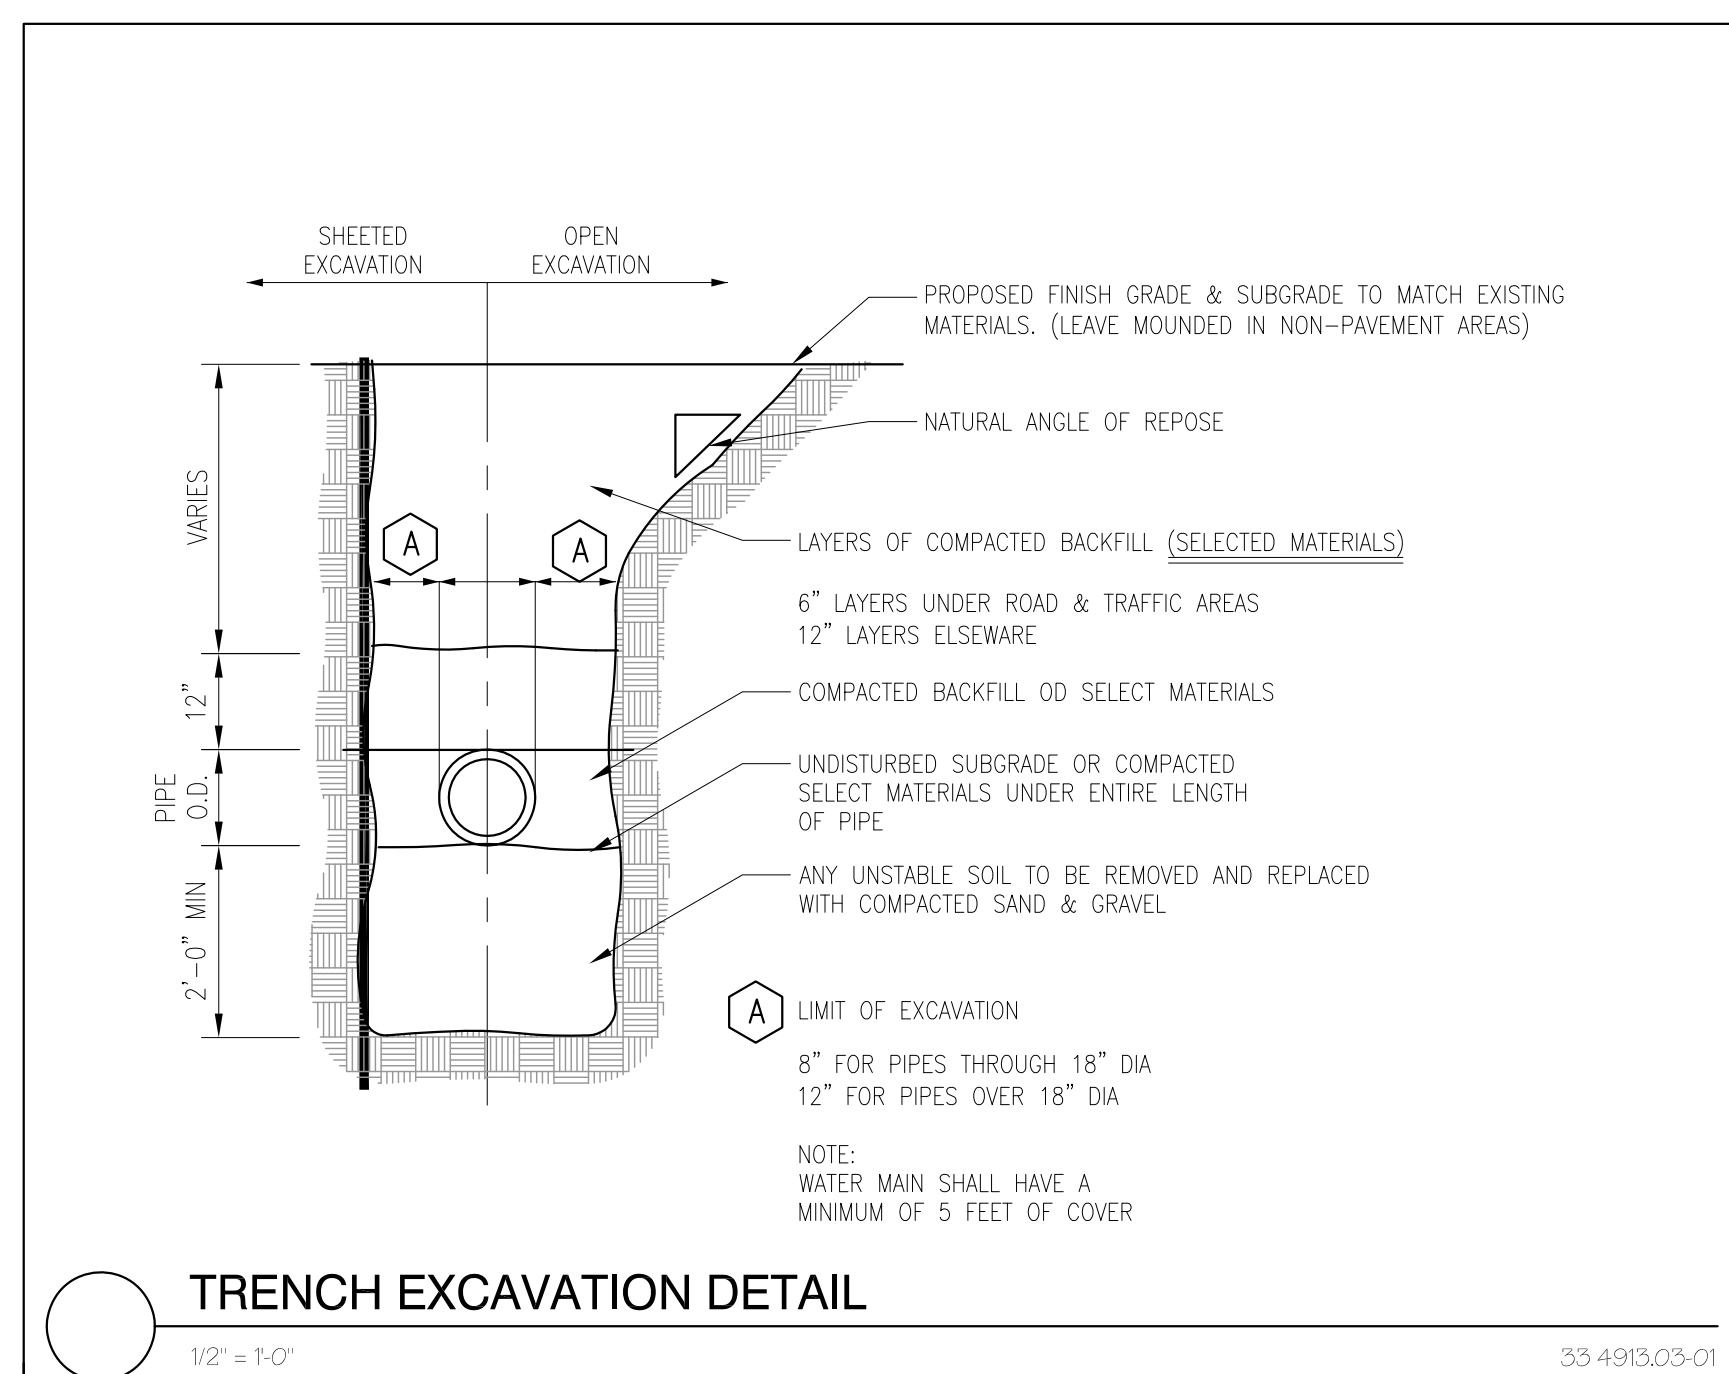 SHEETED
EXCAVATION
OPEN
EXCAVATION
PROPOSED FINISH GRADE & SUBGRADE TO MATCH EXISTING
MATERIALS. (LEAVE MOUNDED IN NON-PAVEMENT AREAS)
NATURAL ANGLE OF REPOSE
VARIES
A
A
LAYERS OF COMPACTED BACKFILL (SELECTED MATERIALS)
6" LAYERS UNDER ROAD & TRAFFIC AREAS
12" LAYERS ELSEWARE
12"
COMPACTED BACKFILL OD SELECT MATERIALS
PIPE
O.D.
UNDISTURBED SUBGRADE OR COMPACTED
SELECT MATERIALS UNDER ENTIRE LENGTH
OF PIPE
2'-0" MIN
ANY UNSTABLE SOIL TO BE REMOVED AND REPLACED
WITH COMPACTED SAND & GRAVEL
A LIMIT OF EXCAVATION
8" FOR PIPES THROUGH 18" DIA
12" FOR PIPES OVER 18" DIA
NOTE:
WATER MAIN SHALL HAVE A
MINIMUM OF 5 FEET OF COVER
TRENCH EXCAVATION DETAIL
1/2" = 1'-0"
33 4913.03-01